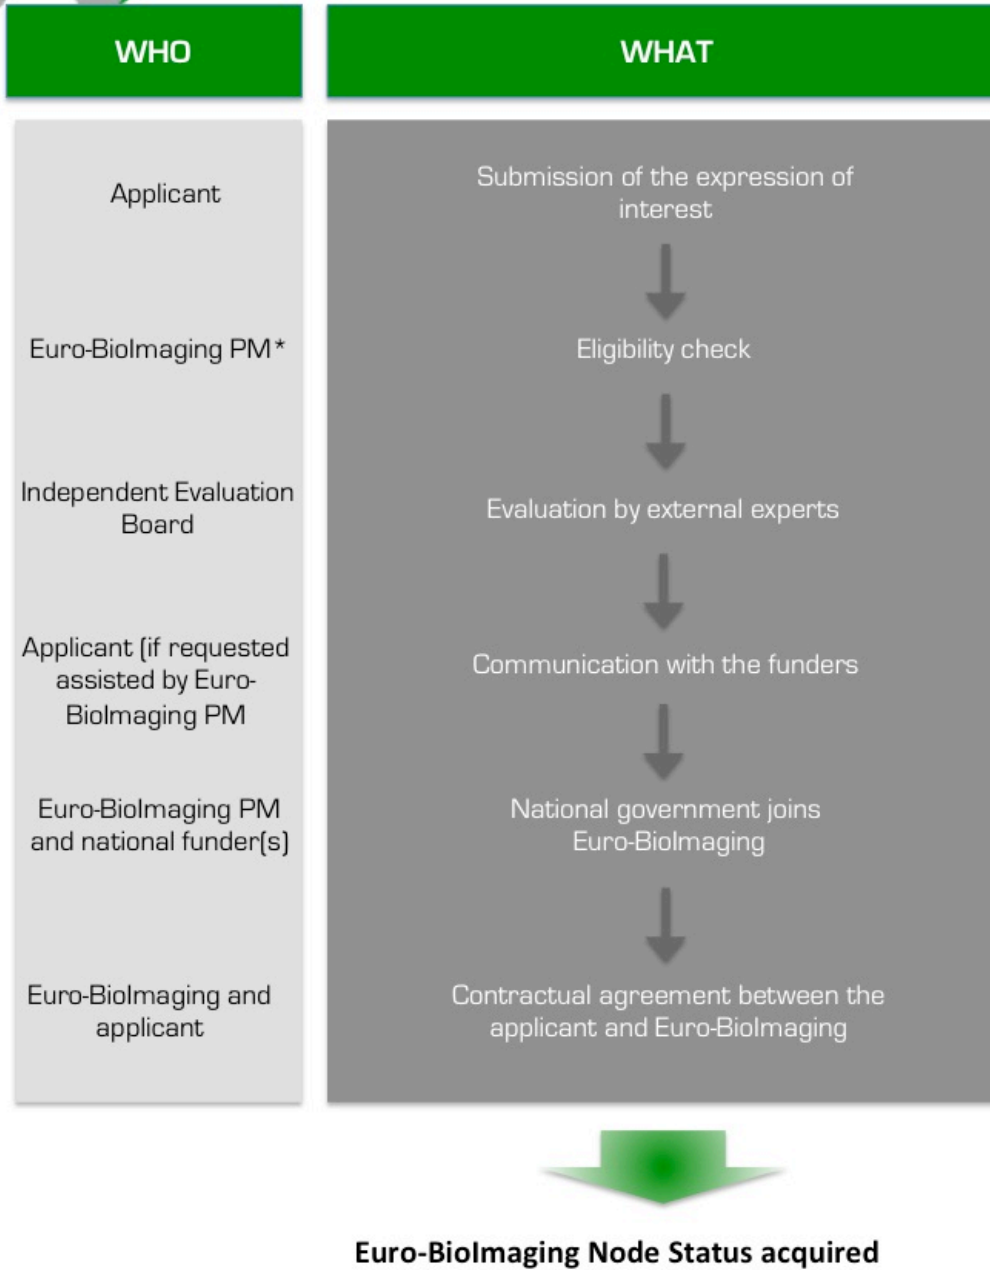 WHO
WHAT
Applicant
Submission of the expression of
interest
Euro-BioImaging PM*
Eligibility check
Independent Evaluation
Board
Evaluation by external experts
Applicant (if requested
assisted by Euro-
BioImaging PM
Communication with the funders
Euro-BioImaging PM
and national funder(s)
National government joins
Euro-BioImaging
Euro-BioImaging and
applicant
Contractual agreement between the
applicant and Euro-BioImaging
Euro-BioImaging Node Status acquired